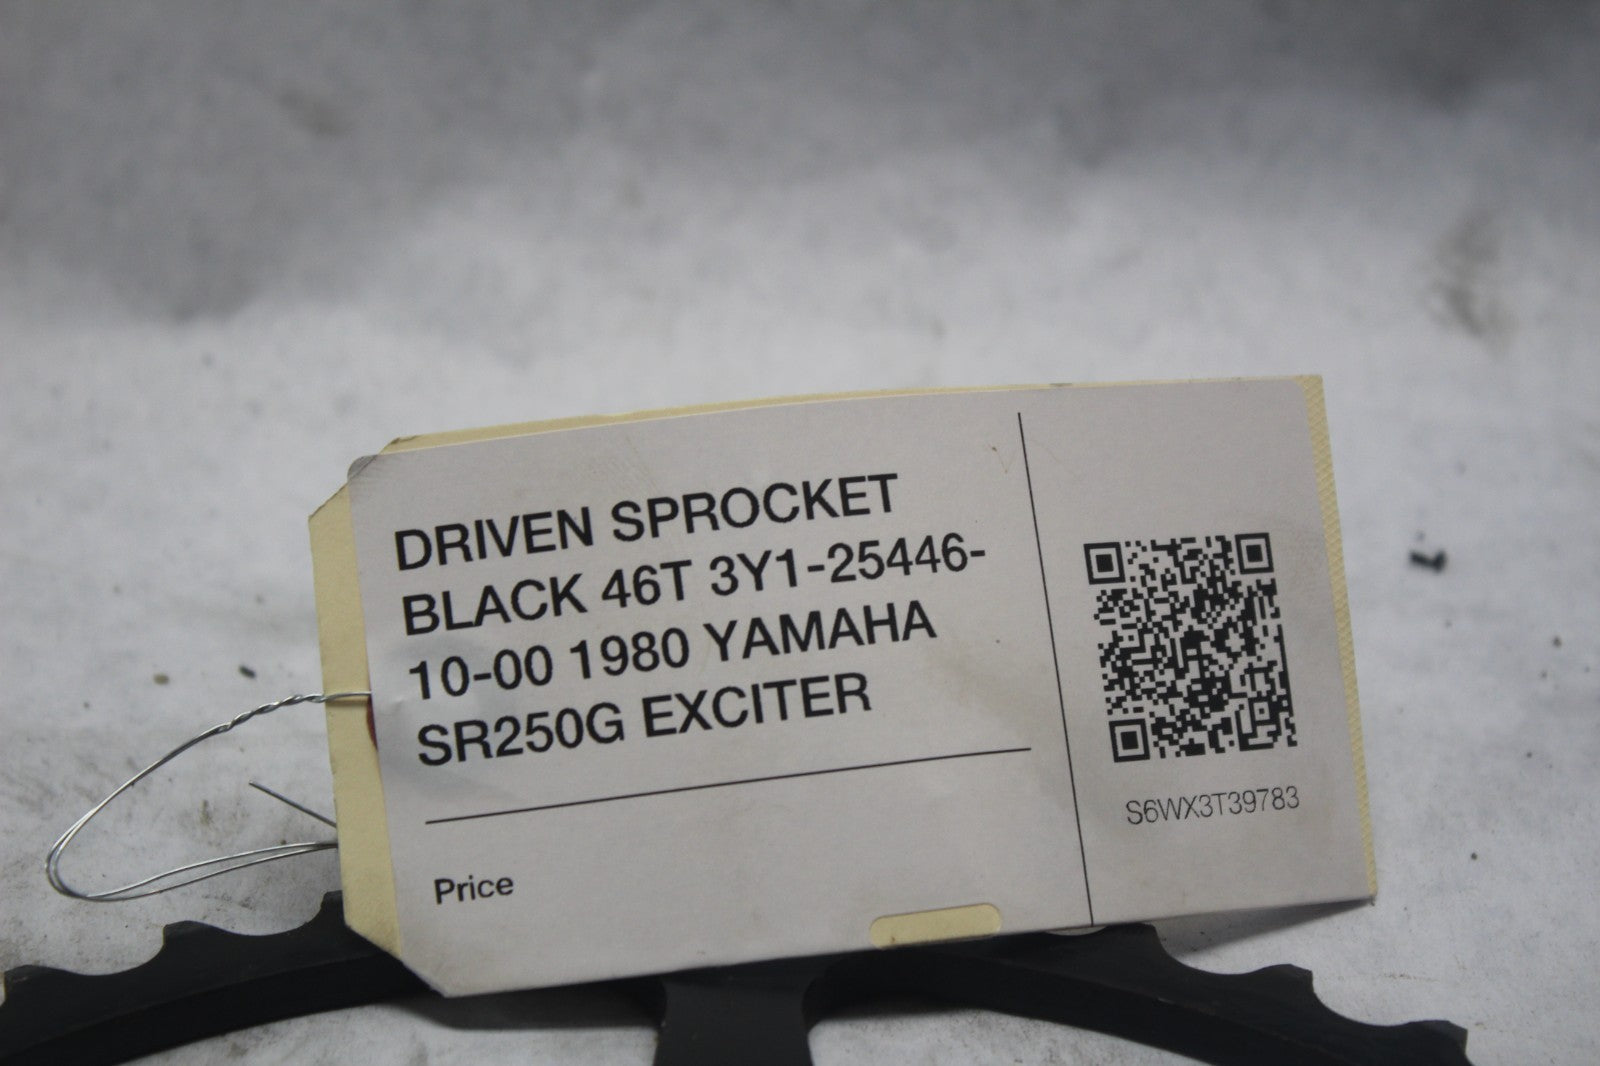 DRIVEN SPROCKET
BLACK 46T 3Y1-25446-
10-00 1980 YAMAHA
SR250G EXCITER
Price
S6WX3T39783